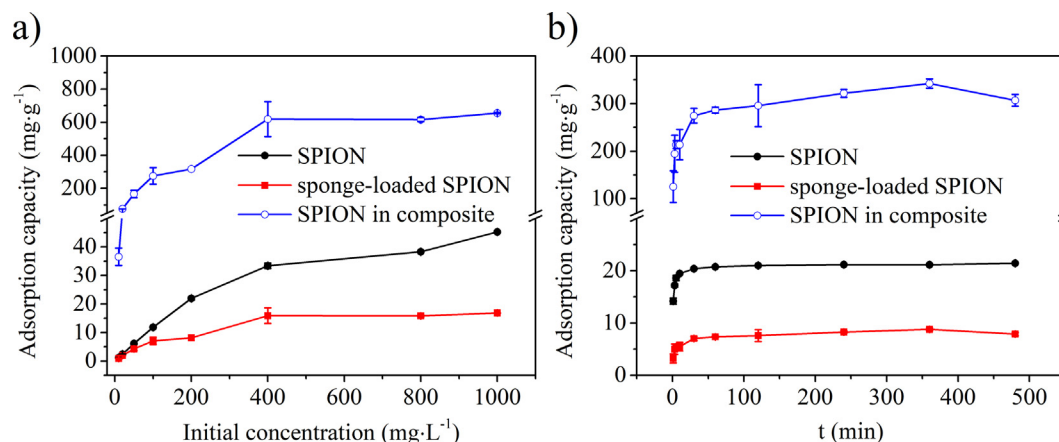 a)
1000
800
600
400
200
40
30
20
10
0
Adsorption capacity (mg·g⁻¹)
SPION
sponge-loaded SPION
SPION in composite
0 200 400 600 800 1000
Initial concentration (mg·L⁻¹)
b)
400
300
200
100
20
10
0
Adsorption capacity (mg·g⁻¹)
SPION
sponge-loaded SPION
SPION in composite
0 100 200 300 400 500
t (min)